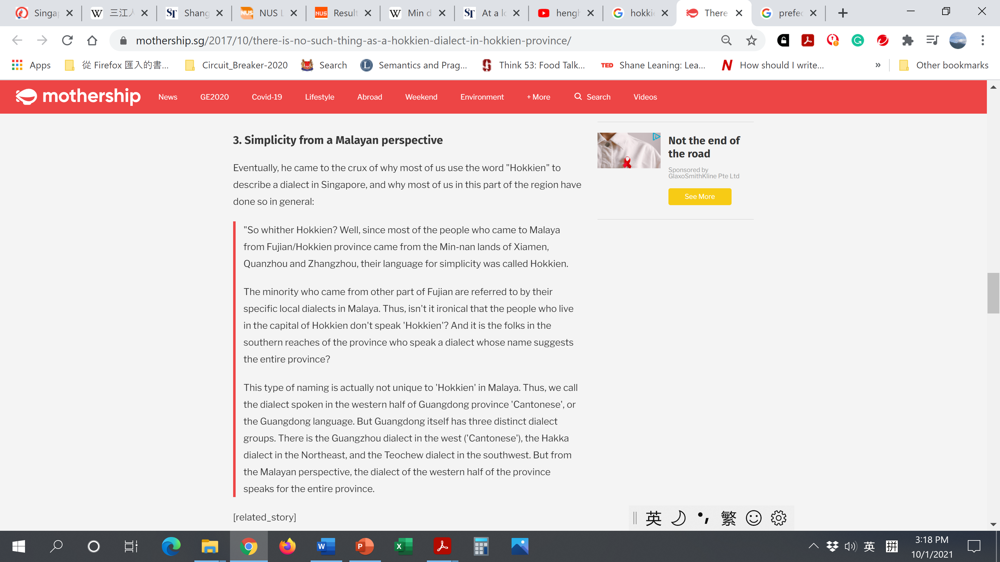 Singap
三江人
Shang
NUS L
Result
Min d
At a lo
hengh
hokkie
There
prefec
mothership.sg/2017/10/there-is-no-such-thing-as-a-hokkien-dialect-in-hokkien-province/
Apps
從 Firefox 匯入的書...
Circuit_Breaker-2020
Search
Semantics and Prag...
Think 53: Food Talk...
TED
Shane Leaning: Lea...
How should I write...
»
Other bookmarks
mothership
News
GE2020
Covid-19
Lifestyle
Abroad
Weekend
Environment
+ More
Search
Videos
3. Simplicity from a Malayan perspective
Eventually, he came to the crux of why most of us use the word "Hokkien" to
describe a dialect in Singapore, and why most of us in this part of the region have
done so in general:
"So whither Hokkien? Well, since most of the people who came to Malaya
from Fujian/Hokkien province came from the Min-nan lands of Xiamen,
Quanzhou and Zhangzhou, their language for simplicity was called Hokkien.
The minority who came from other part of Fujian are referred to by their
specific local dialects in Malaya. Thus, isn't it ironical that the people who live
in the capital of Hokkien don't speak 'Hokkien'? And it is the folks in the
southern reaches of the province who speak a dialect whose name suggests
the entire province?
This type of naming is actually not unique to 'Hokkien' in Malaya. Thus, we call
the dialect spoken in the western half of Guangdong province 'Cantonese', or
the Guangdong language. But Guangdong itself has three distinct dialect
groups. There is the Guangzhou dialect in the west ('Cantonese'), the Hakka
dialect in the Northeast, and the Teochew dialect in the southwest. But from
the Malayan perspective, the dialect of the western half of the province
speaks for the entire province.
[related_story]
Not the end of
the road
Sponsored by
GlaxoSmithKline Pte Ltd
See More
英 繁
英 拼
3:18 PM
10/1/2021